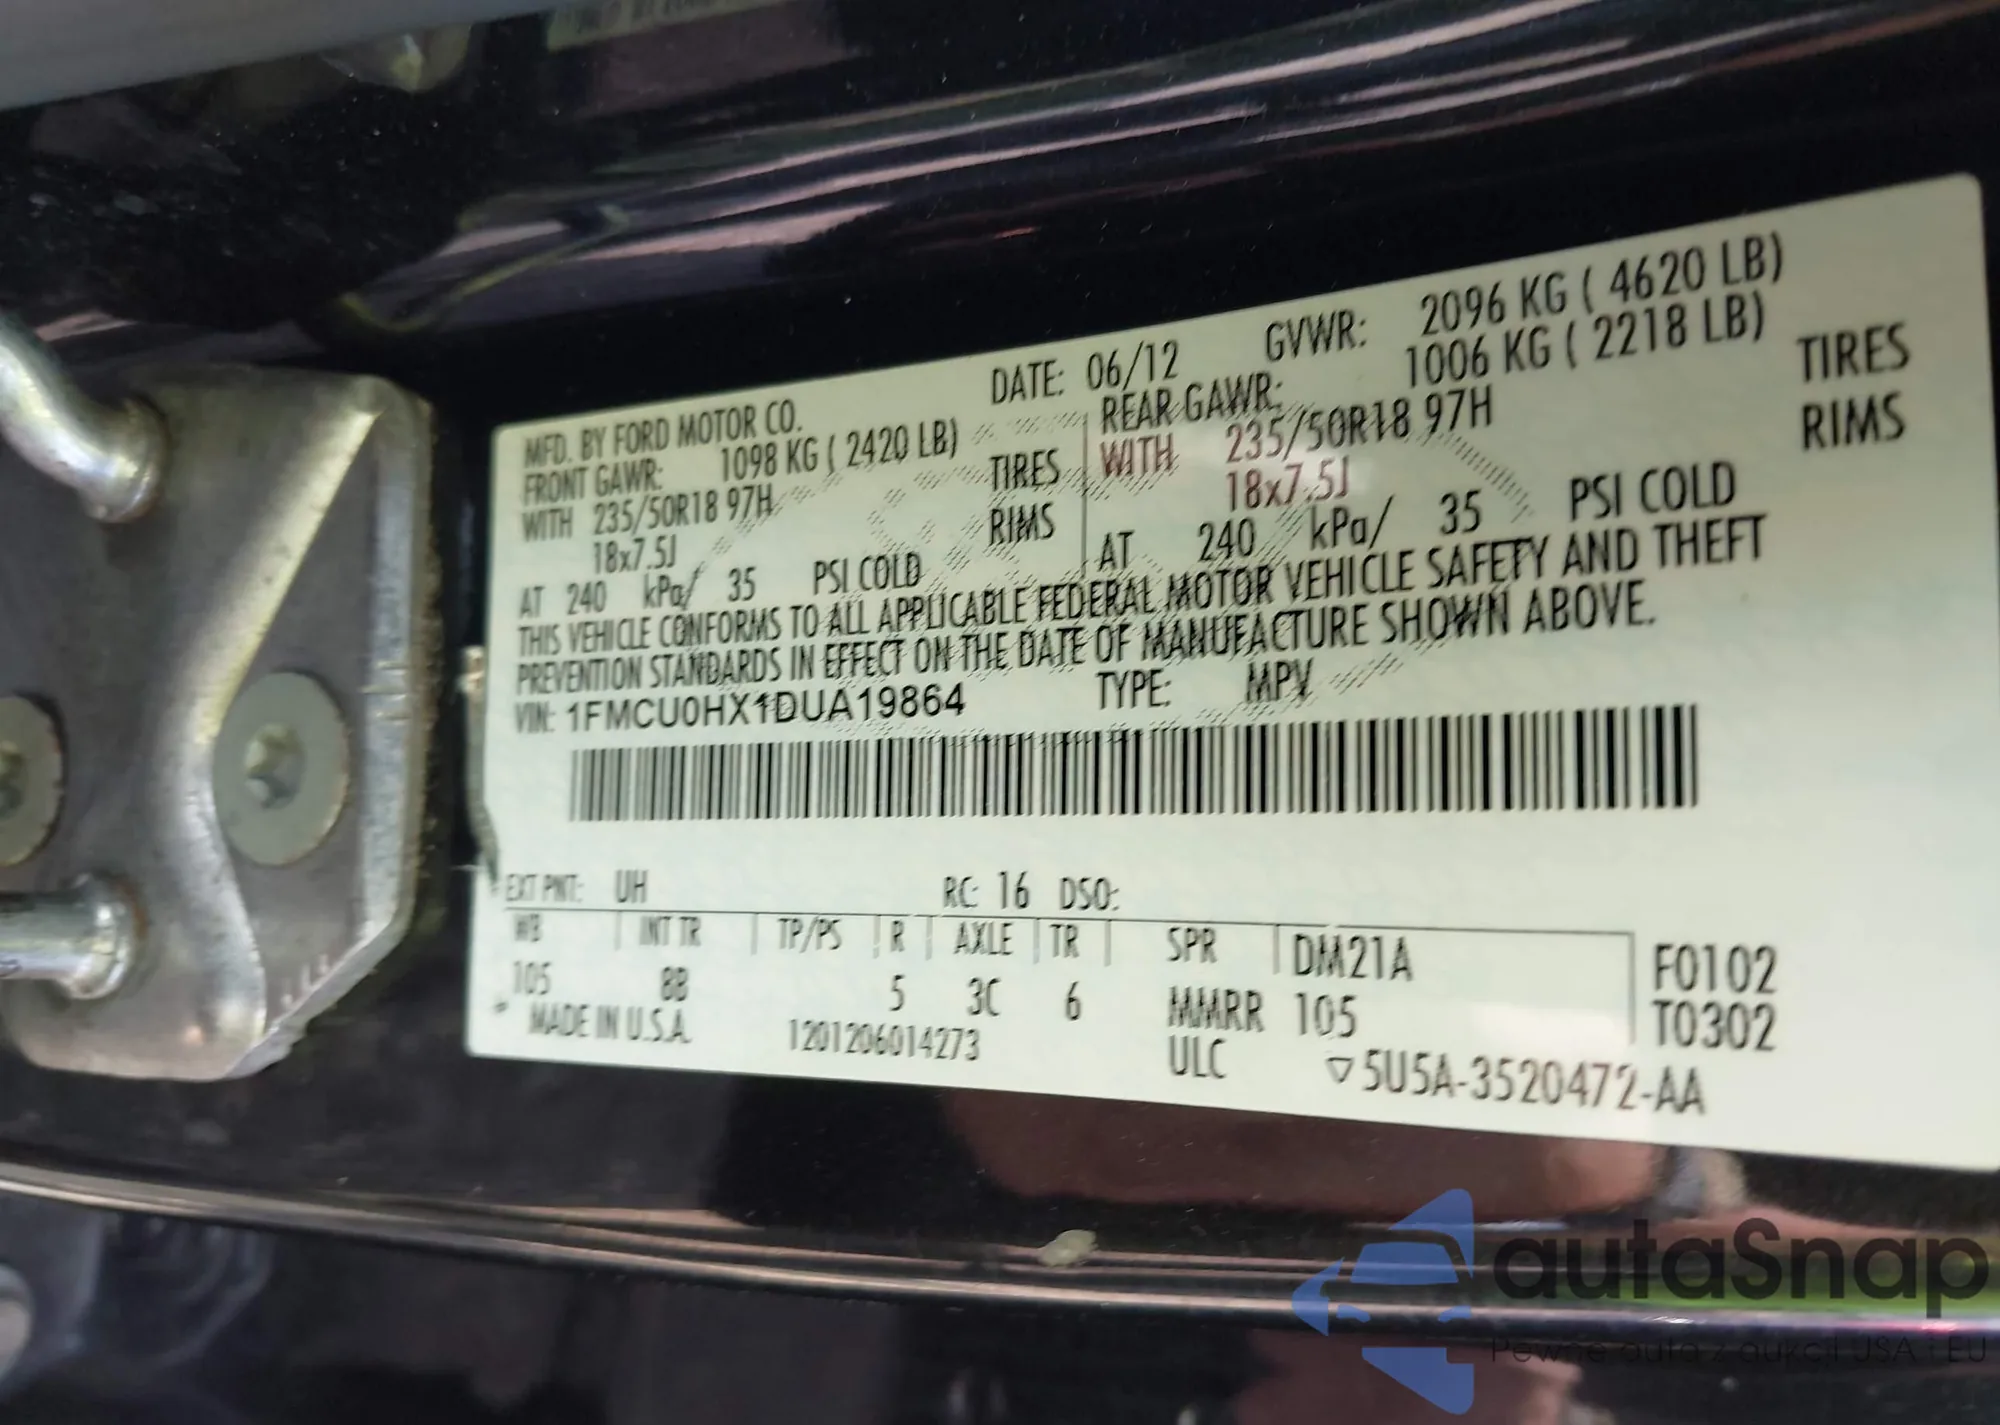 MFD. BY FORD MOTOR CO.
DATE: 06/12
GVWR: 2096 KG ( 4620 LB)
FRONT GAWR: 1098 KG ( 2420 LB)
REAR GAWR: 1006 KG ( 2218 LB)
WITH 235/50R18 97H TIRES
18x7.5J RIMS
AT 240 kPa/ 35 PSI COLD
WITH 235/50R18 97H TIRES
18x7.5J RIMS
AT 240 kPa/ 35 PSI COLD
THIS VEHICLE CONFORMS TO ALL APPLICABLE FEDERAL MOTOR VEHICLE SAFETY AND THEFT
PREVENTION STANDARDS IN EFFECT ON THE DATE OF MANUFACTURE SHOWN ABOVE.
VIN: 1FMCU0HX1DUA19864 TYPE: MPV
EXT PNT: UH RC: 16 DSO:
WB INT TR TP/PS R AXLE TR SPR DM21A F0102
105 8B 5 3C 6 MMRR 105 T0302
MADE IN U.S.A. 1201206014273 ULC ▽5U5A-3520472-AA
autaSnap
Pewne auta z aukcji USA i EU